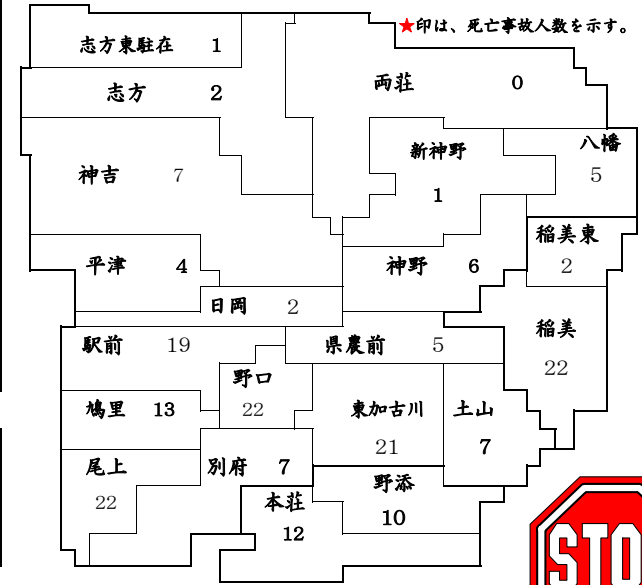 ★印は、死亡事故人数を示す。
志方東駐在 1
志方 2
両荘 0
神吉 7
新神野
1
八幡
5
平津 4
神野 6
稲美東
2
日岡 2
駅前 19
県農前 5
稲美
22
野口
22
鳩里 13
東加古川
21
土山
7
尾上
22
別府 7
本荘
12
野添
10
STO